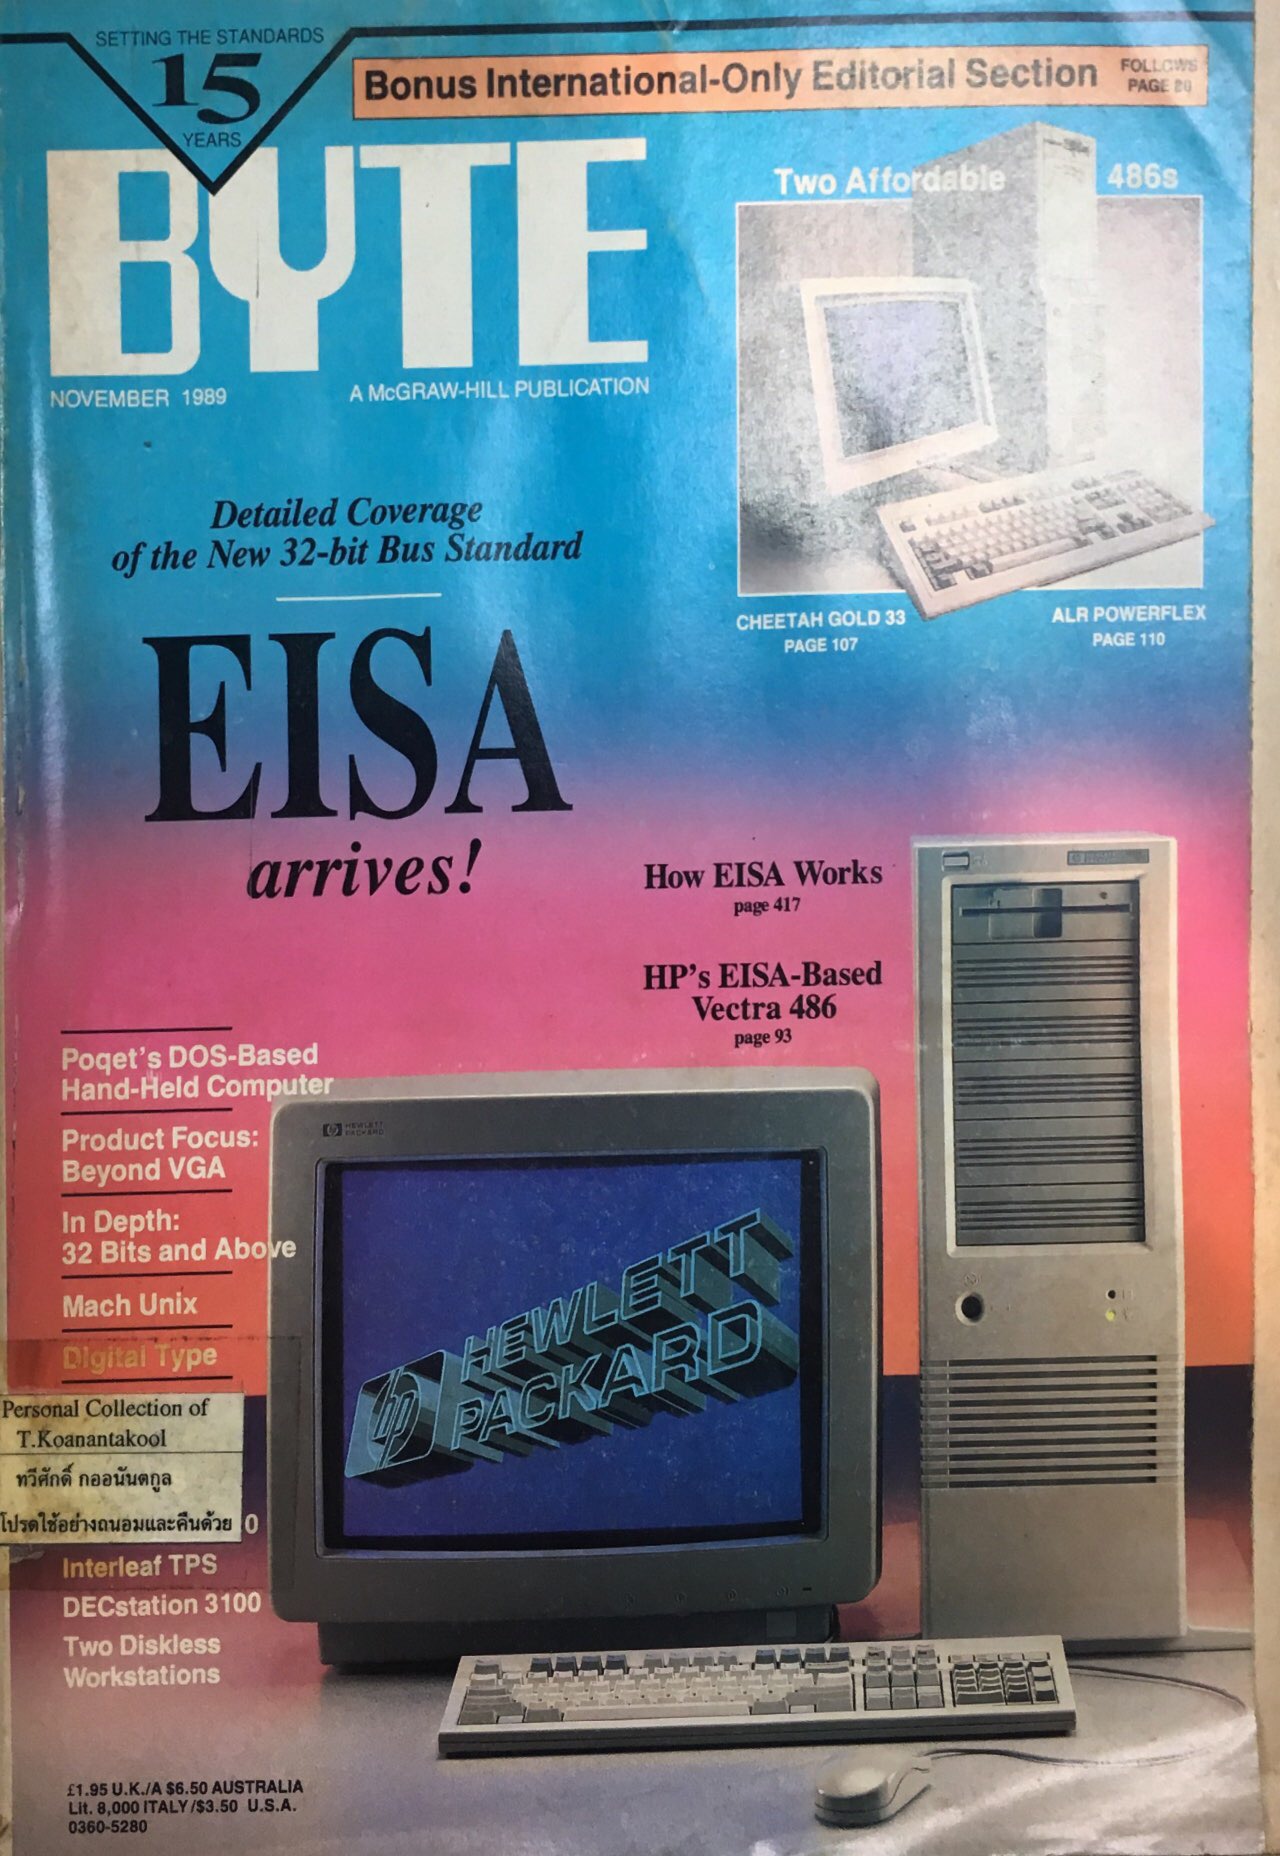 SETTING THE STANDARDS
15
YEARS
Bonus International-Only Editorial Section
FOLLOWS
PAGE 80
BYTE
NOVEMBER 1989
A McGRAW-HILL PUBLICATION
Two Affordable 486s
CHEETAH GOLD 33
PAGE 107
ALR POWERFLEX
PAGE 110
Detailed Coverage
of the New 32-bit Bus Standard
EISA
arrives!
How EISA Works
page 417
HP's EISA-Based
Vectra 486
page 93
Poqet's DOS-Based
Hand-Held Computer
Product Focus:
Beyond VGA
In Depth:
32 Bits and Above
Mach Unix
Digital Type
Personal Collection of
T.Koanantakool
ทวีศักดิ์ กออนันตกูล
โปรดใช้อย่างถนอมและคืนด้วย
0
Interleaf TPS
DECstation 3100
Two Diskless
Workstations
hp HEWLETT
PACKARD
hp HEWLETT
PACKARD
£1.95 U.K./A $6.50 AUSTRALIA
Lit. 8,000 ITALY/$3.50 U.S.A.
0360-5280